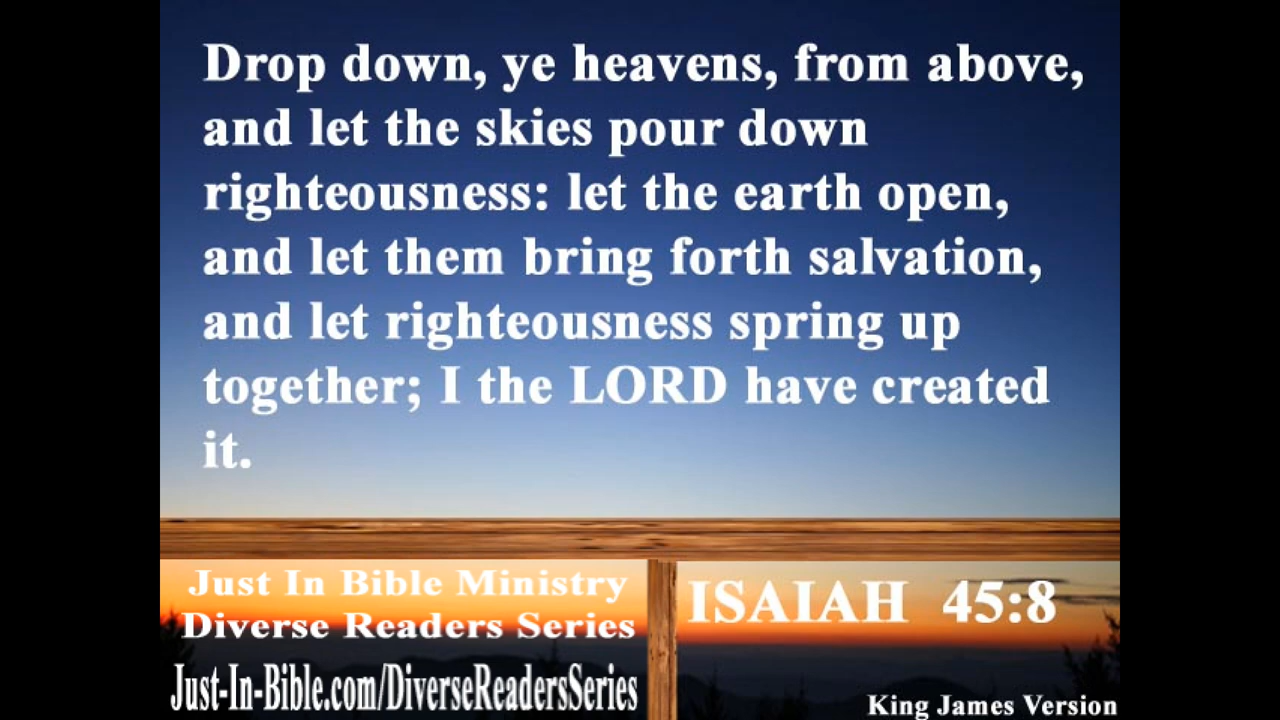 Drop down, ye heavens, from above,
and let the skies pour down
righteousness: let the earth open,
and let them bring forth salvation,
and let righteousness spring up
together; I the LORD have created
it.
Just In Bible Ministry
Diverse Readers Series
Just-In-Bible.com/DiverseReadersSeries
ISAIAH 45:8
King James Version